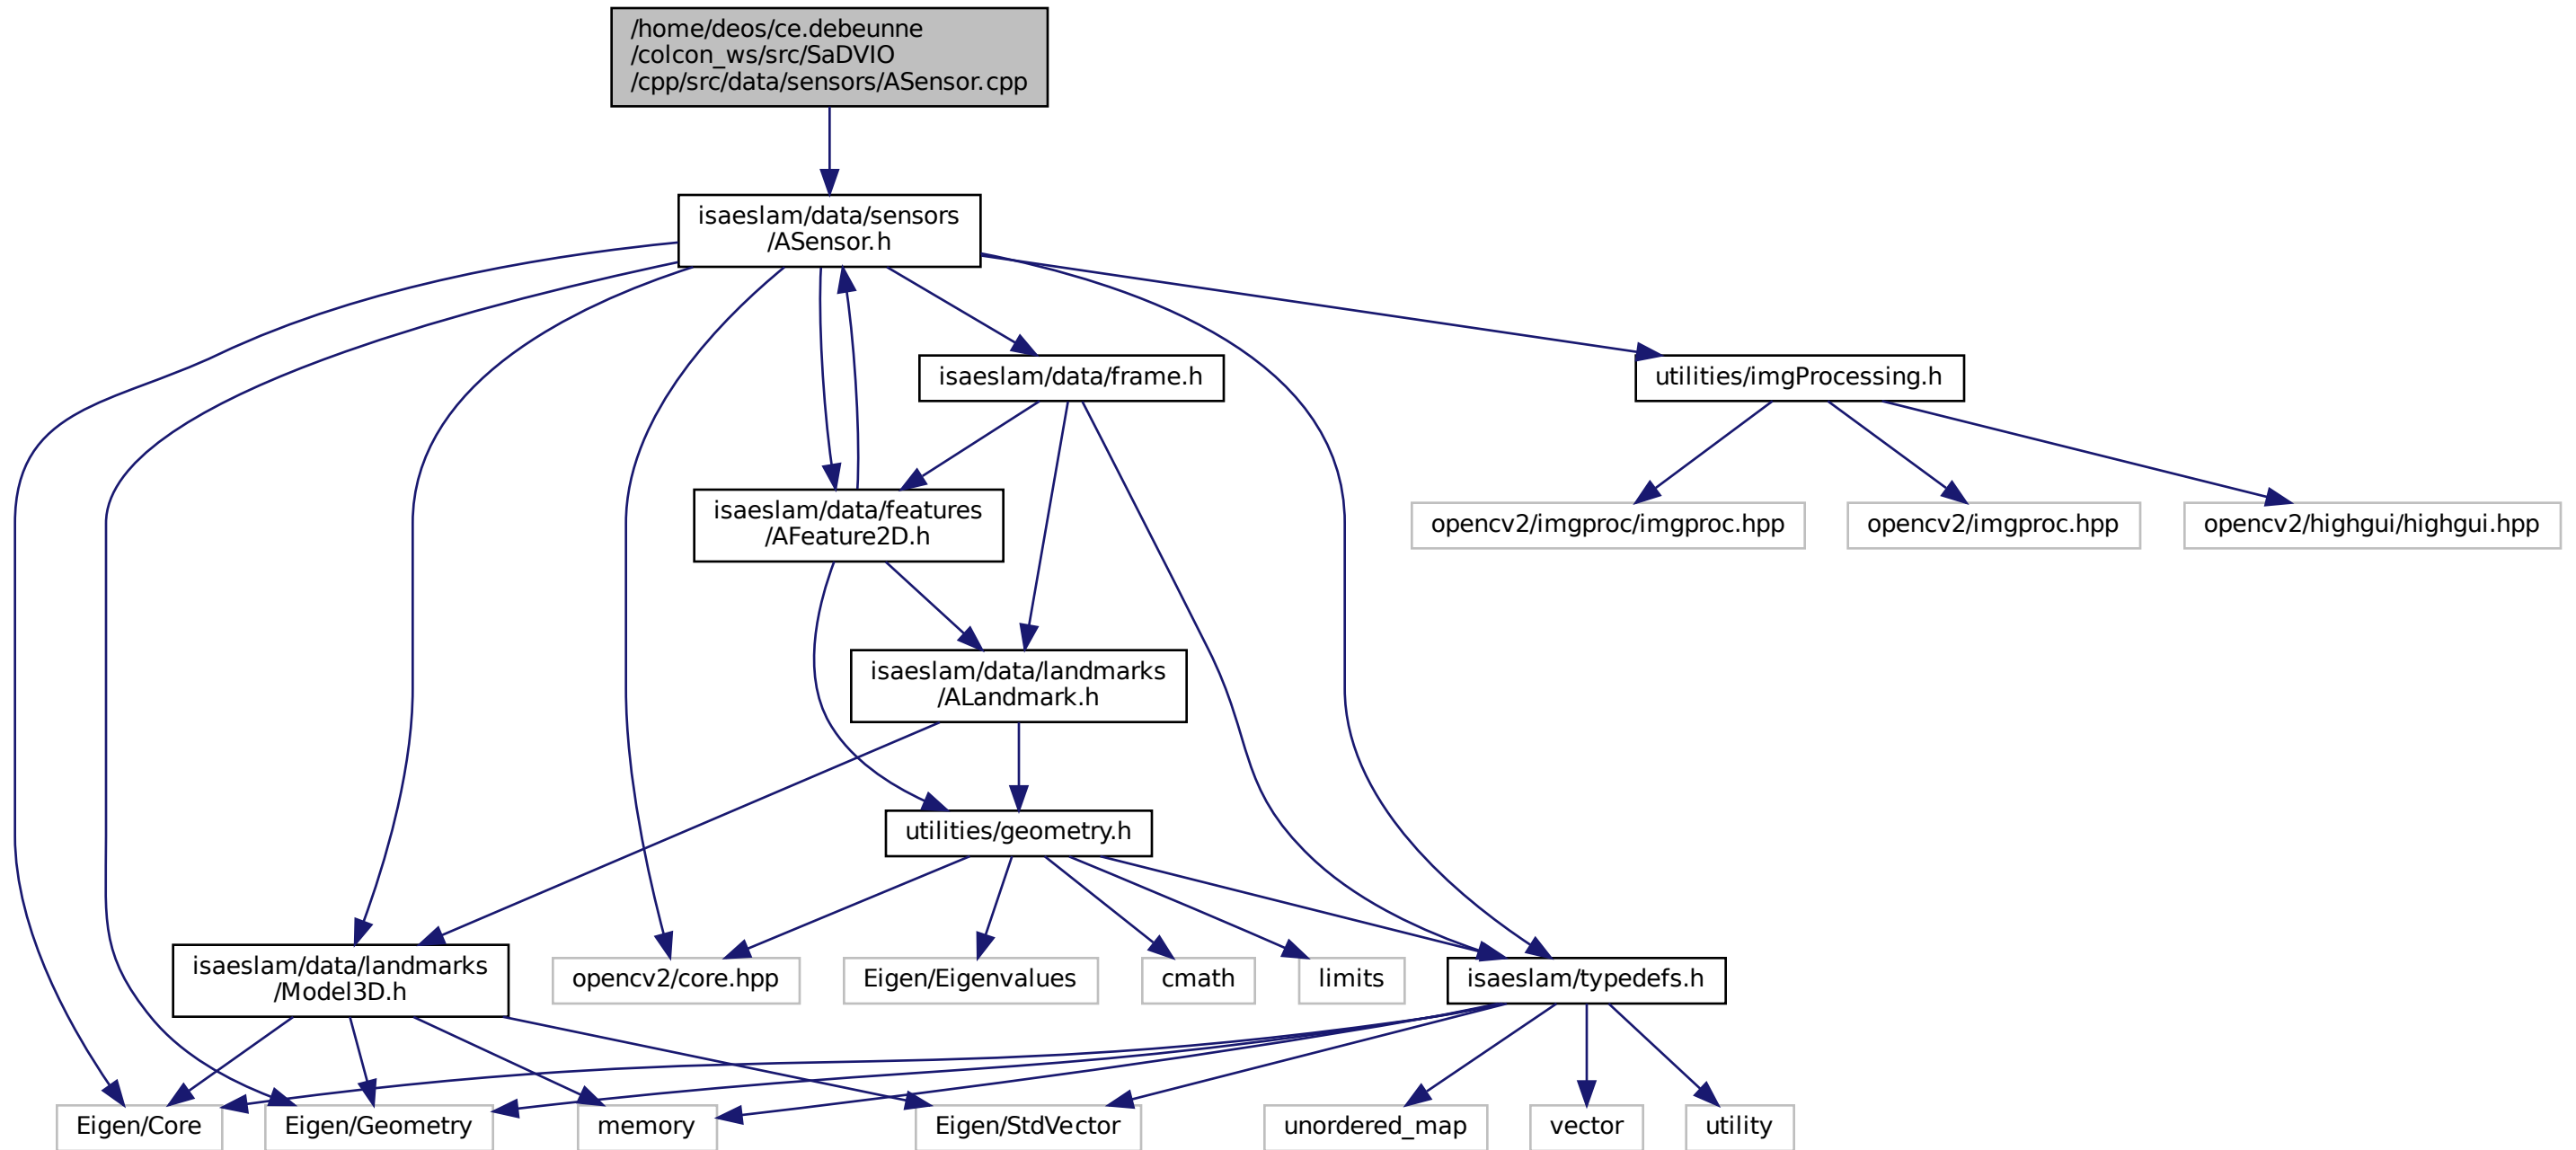 /home/deos/ce.debeunne
/colcon_ws/src/SaDVIO
/cpp/src/data/sensors/ASensor.cpp
isaeslam/data/sensors
/ASensor.h
isaeslam/data/frame.h
utilities/imgProcessing.h
isaeslam/data/features
/AFeature2D.h
opencv2/imgproc/imgproc.hpp
opencv2/imgproc.hpp
opencv2/highgui/highgui.hpp
isaeslam/data/landmarks
/ALandmark.h
utilities/geometry.h
isaeslam/data/landmarks
/Model3D.h
opencv2/core.hpp
Eigen/Eigenvalues
cmath
limits
isaeslam/typedefs.h
Eigen/Core
Eigen/Geometry
memory
Eigen/StdVector
unordered_map
vector
utility